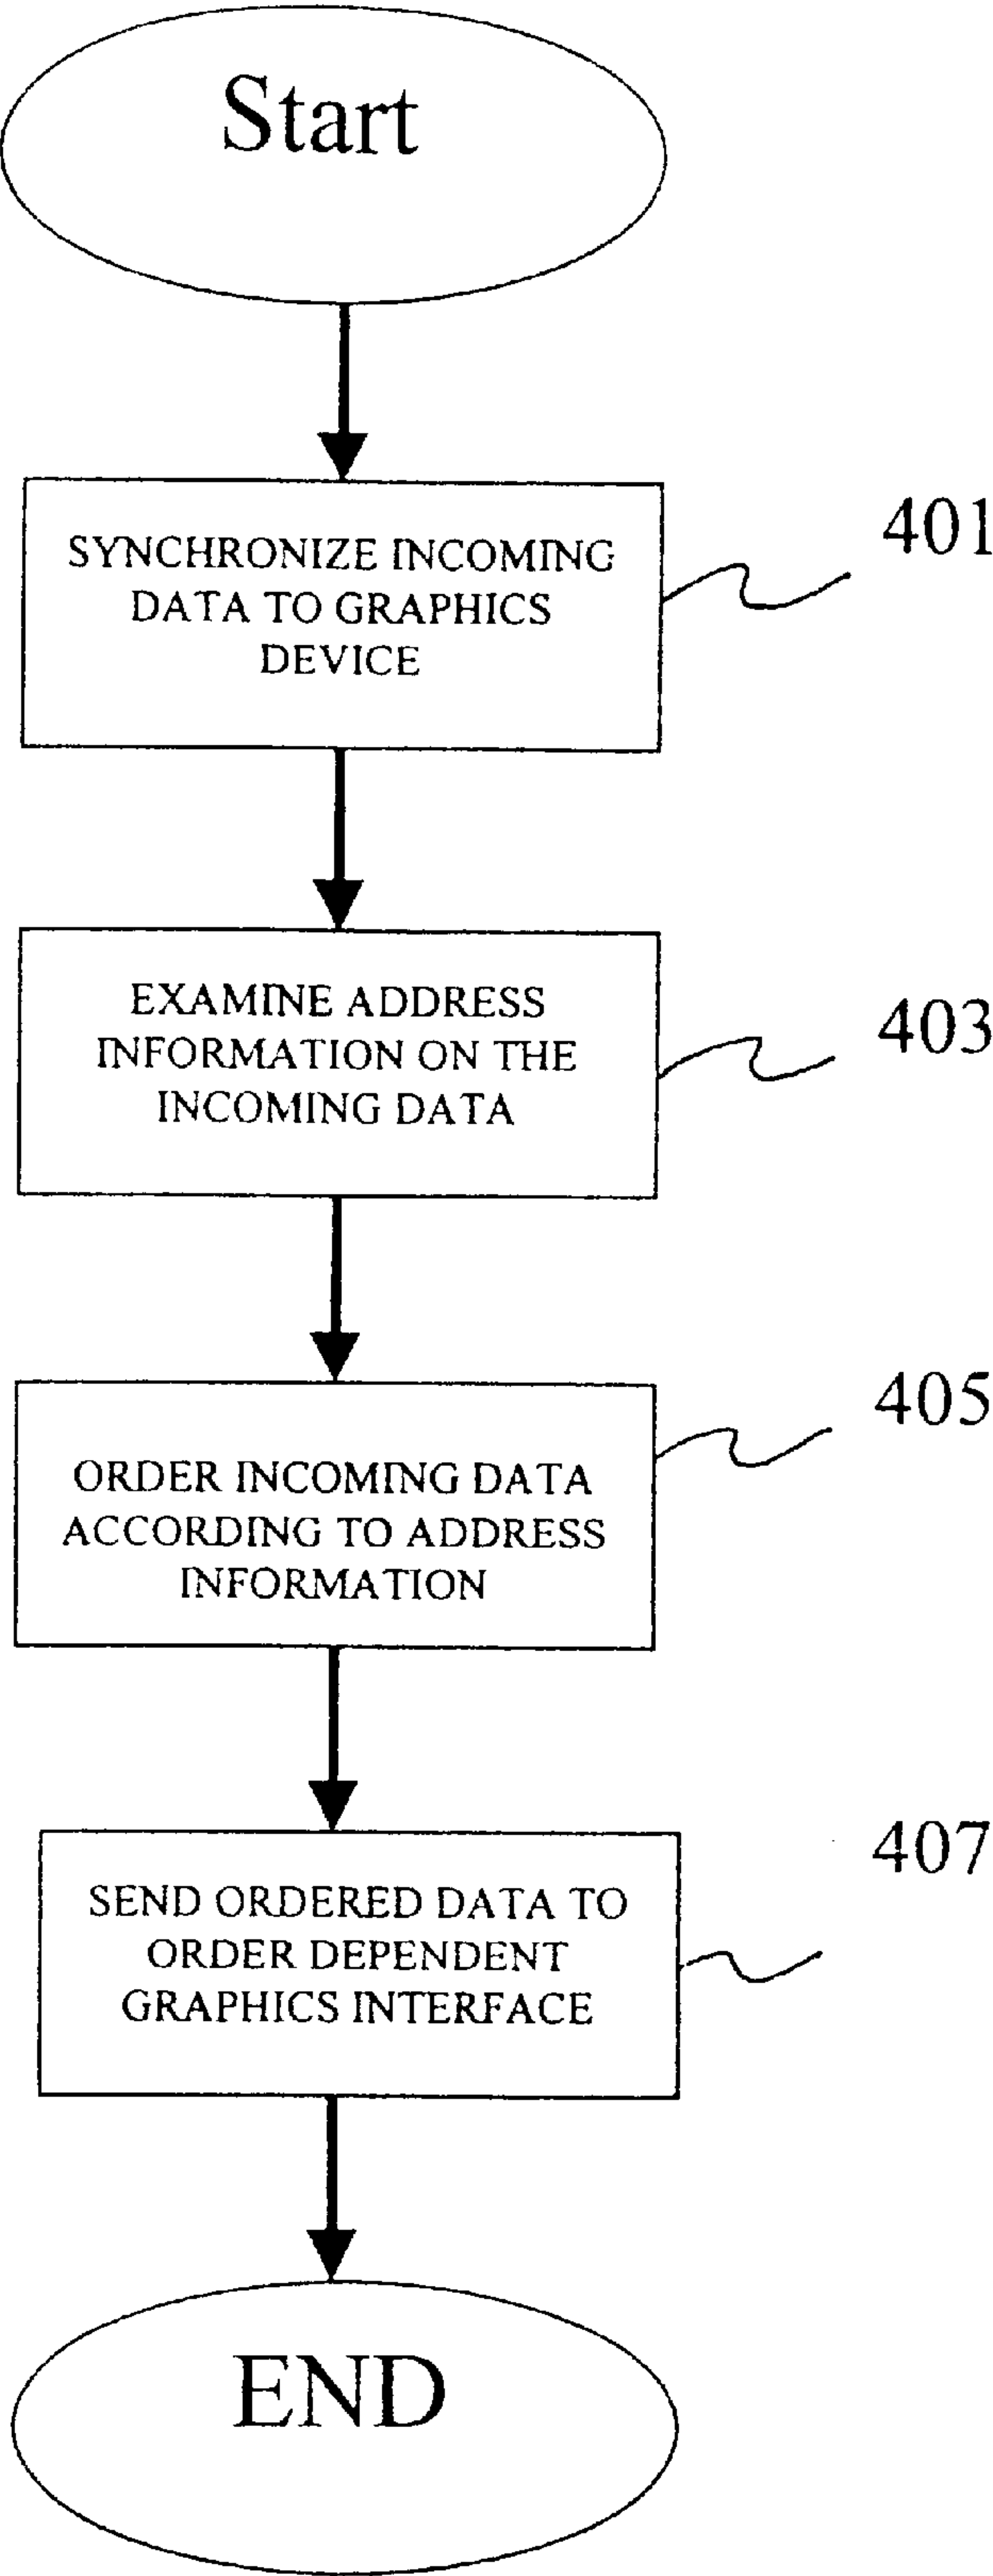 Start
SYNCHRONIZE INCOMING
DATA TO GRAPHICS
DEVICE
401
EXAMINE ADDRESS
INFORMATION ON THE
INCOMING DATA
403
ORDER INCOMING DATA
ACCORDING TO ADDRESS
INFORMATION
405
SEND ORDERED DATA TO
ORDER DEPENDENT
GRAPHICS INTERFACE
407
END